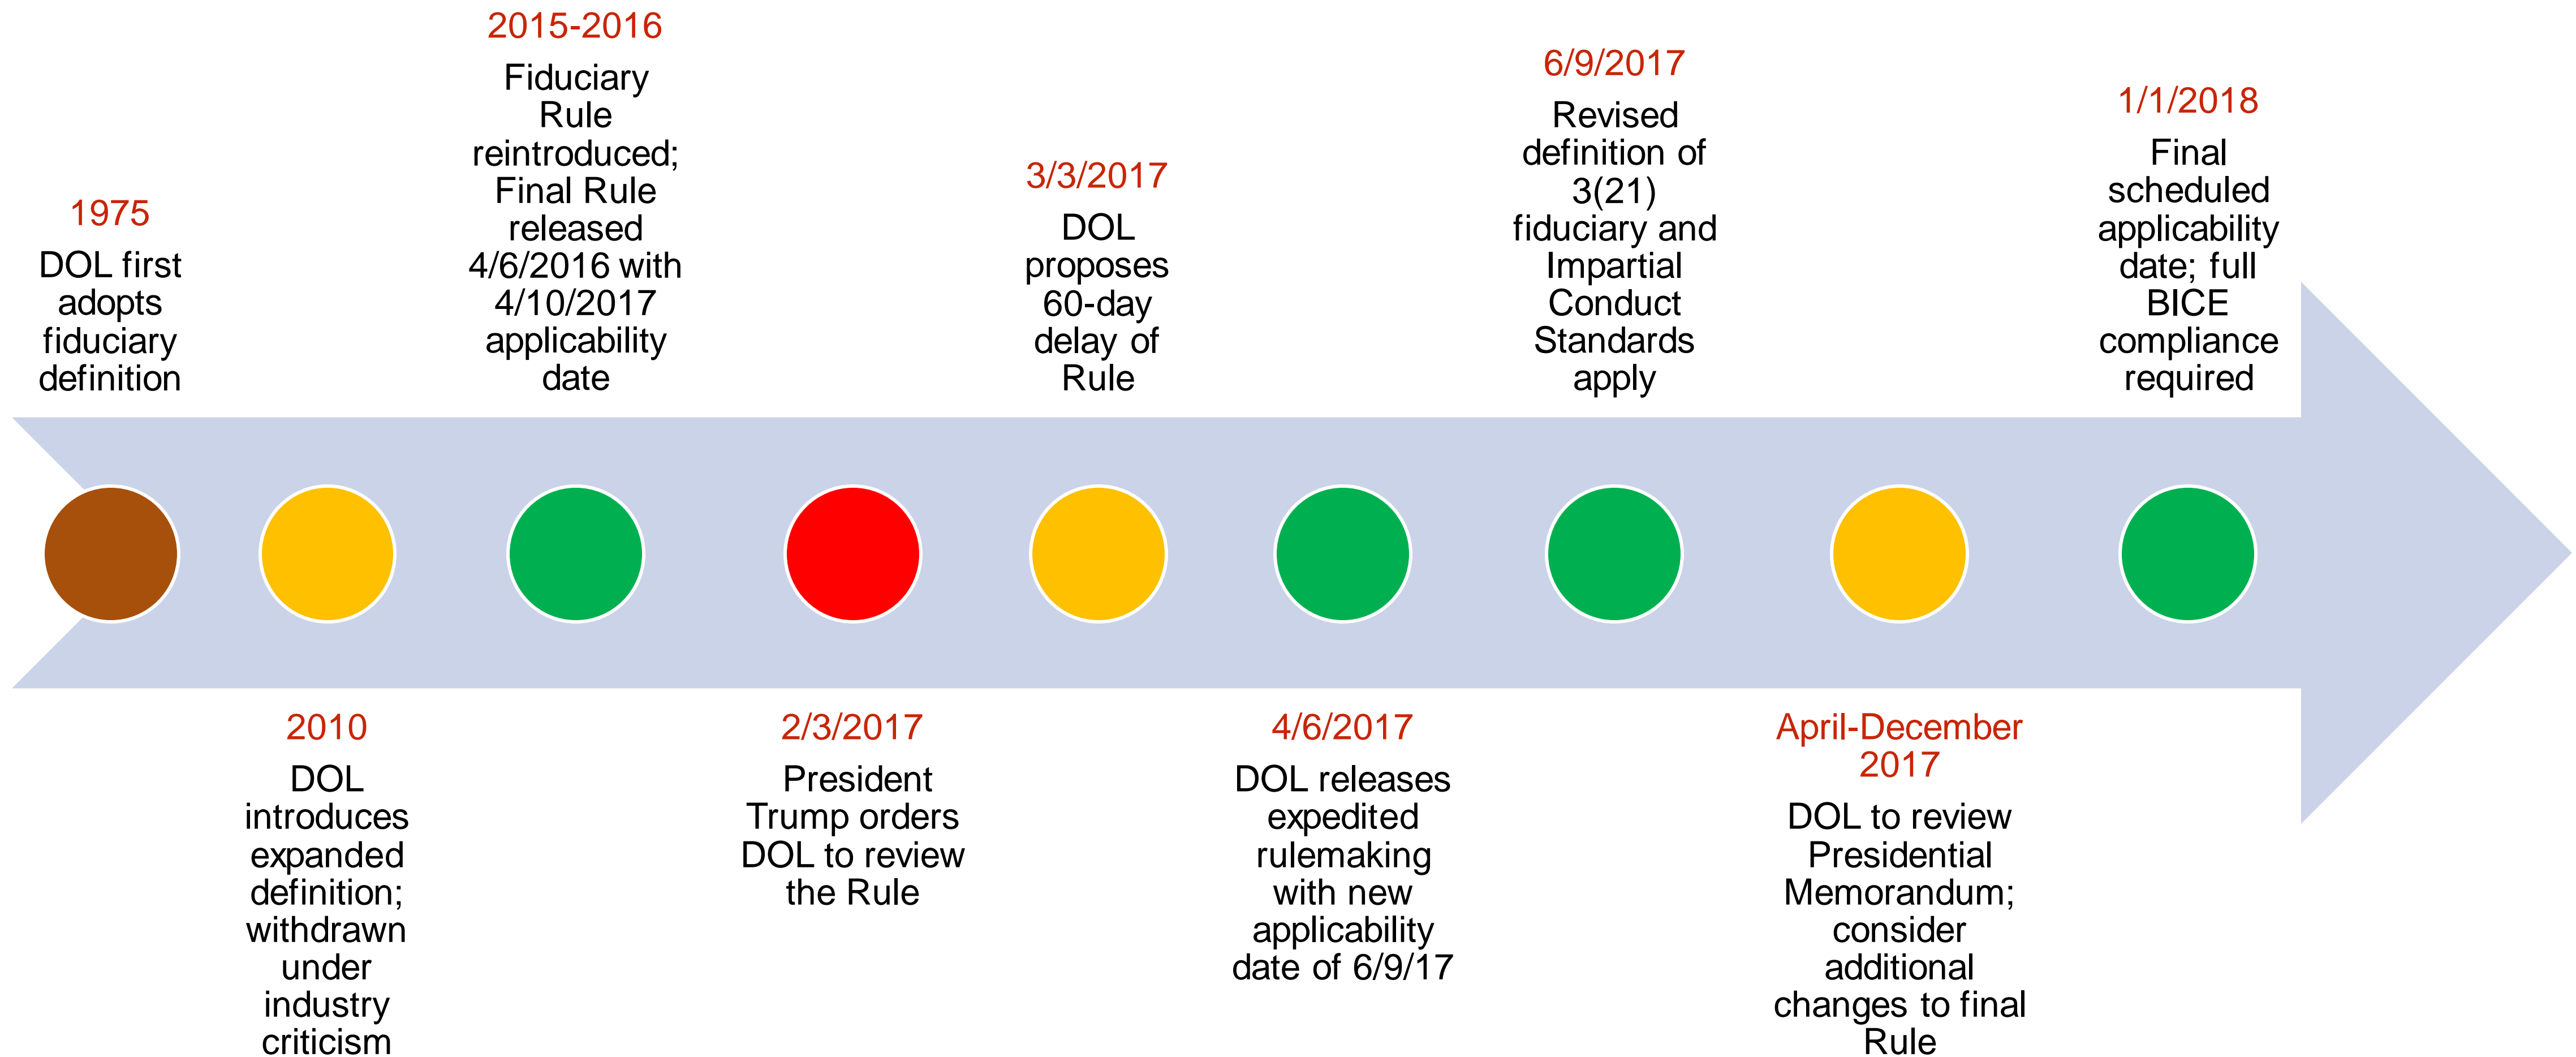 1975
DOL first
adopts
fiduciary
definition
2010
DOL
introduces
expanded
definition;
withdrawn
under
industry
criticism
2015-2016
Fiduciary
Rule
reintroduced;
Final Rule
released
4/6/2016 with
4/10/2017
applicability
date
2/3/2017
President
Trump orders
DOL to review
the Rule
3/3/2017
DOL
proposes
60-day
delay of
Rule
4/6/2017
DOL releases
expedited
rulemaking
with new
applicability
date of 6/9/17
6/9/2017
Revised
definition of
3(21)
fiduciary and
Impartial
Conduct
Standards
apply
April-December
2017
DOL to review
Presidential
Memorandum;
consider
additional
changes to final
Rule
1/1/2018
Final
scheduled
applicability
date; full
BICE
compliance
required